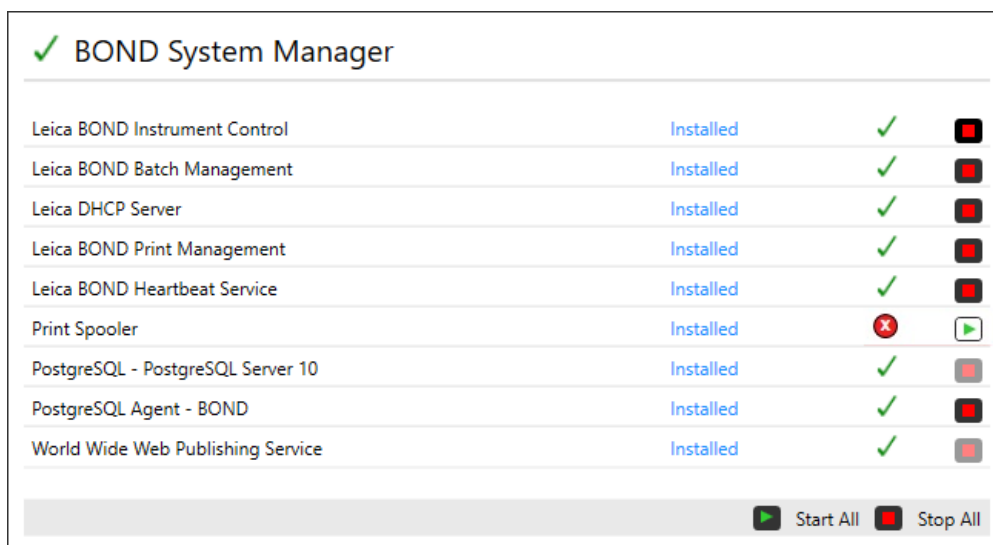 BOND System Manager
Leica BOND Instrument Control Installed
Leica BOND Batch Management Installed
Leica DHCP Server Installed
Leica BOND Print Management Installed
Leica BOND Heartbeat Service Installed
Print Spooler Installed
PostgreSQL - PostgreSQL Server 10 Installed
PostgreSQL Agent - BOND Installed
World Wide Web Publishing Service Installed
Start All Stop All